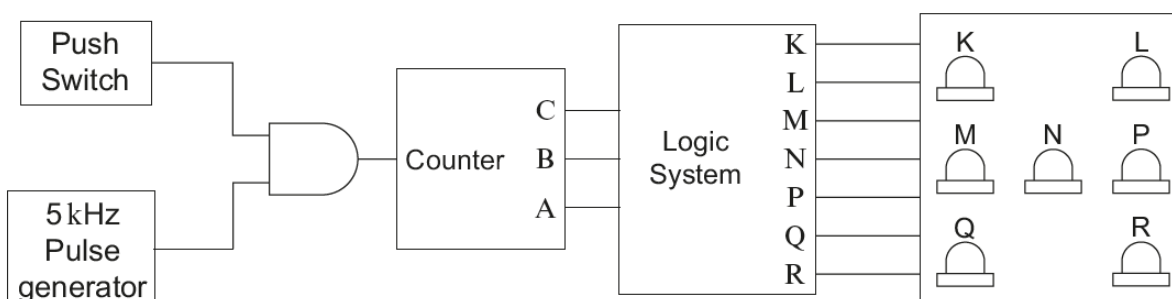 Push
Switch
5 kHz
Pulse
generator
Counter
C
B
A
Logic
System
K
L
M
N
P
Q
R
K L
M N P
Q R